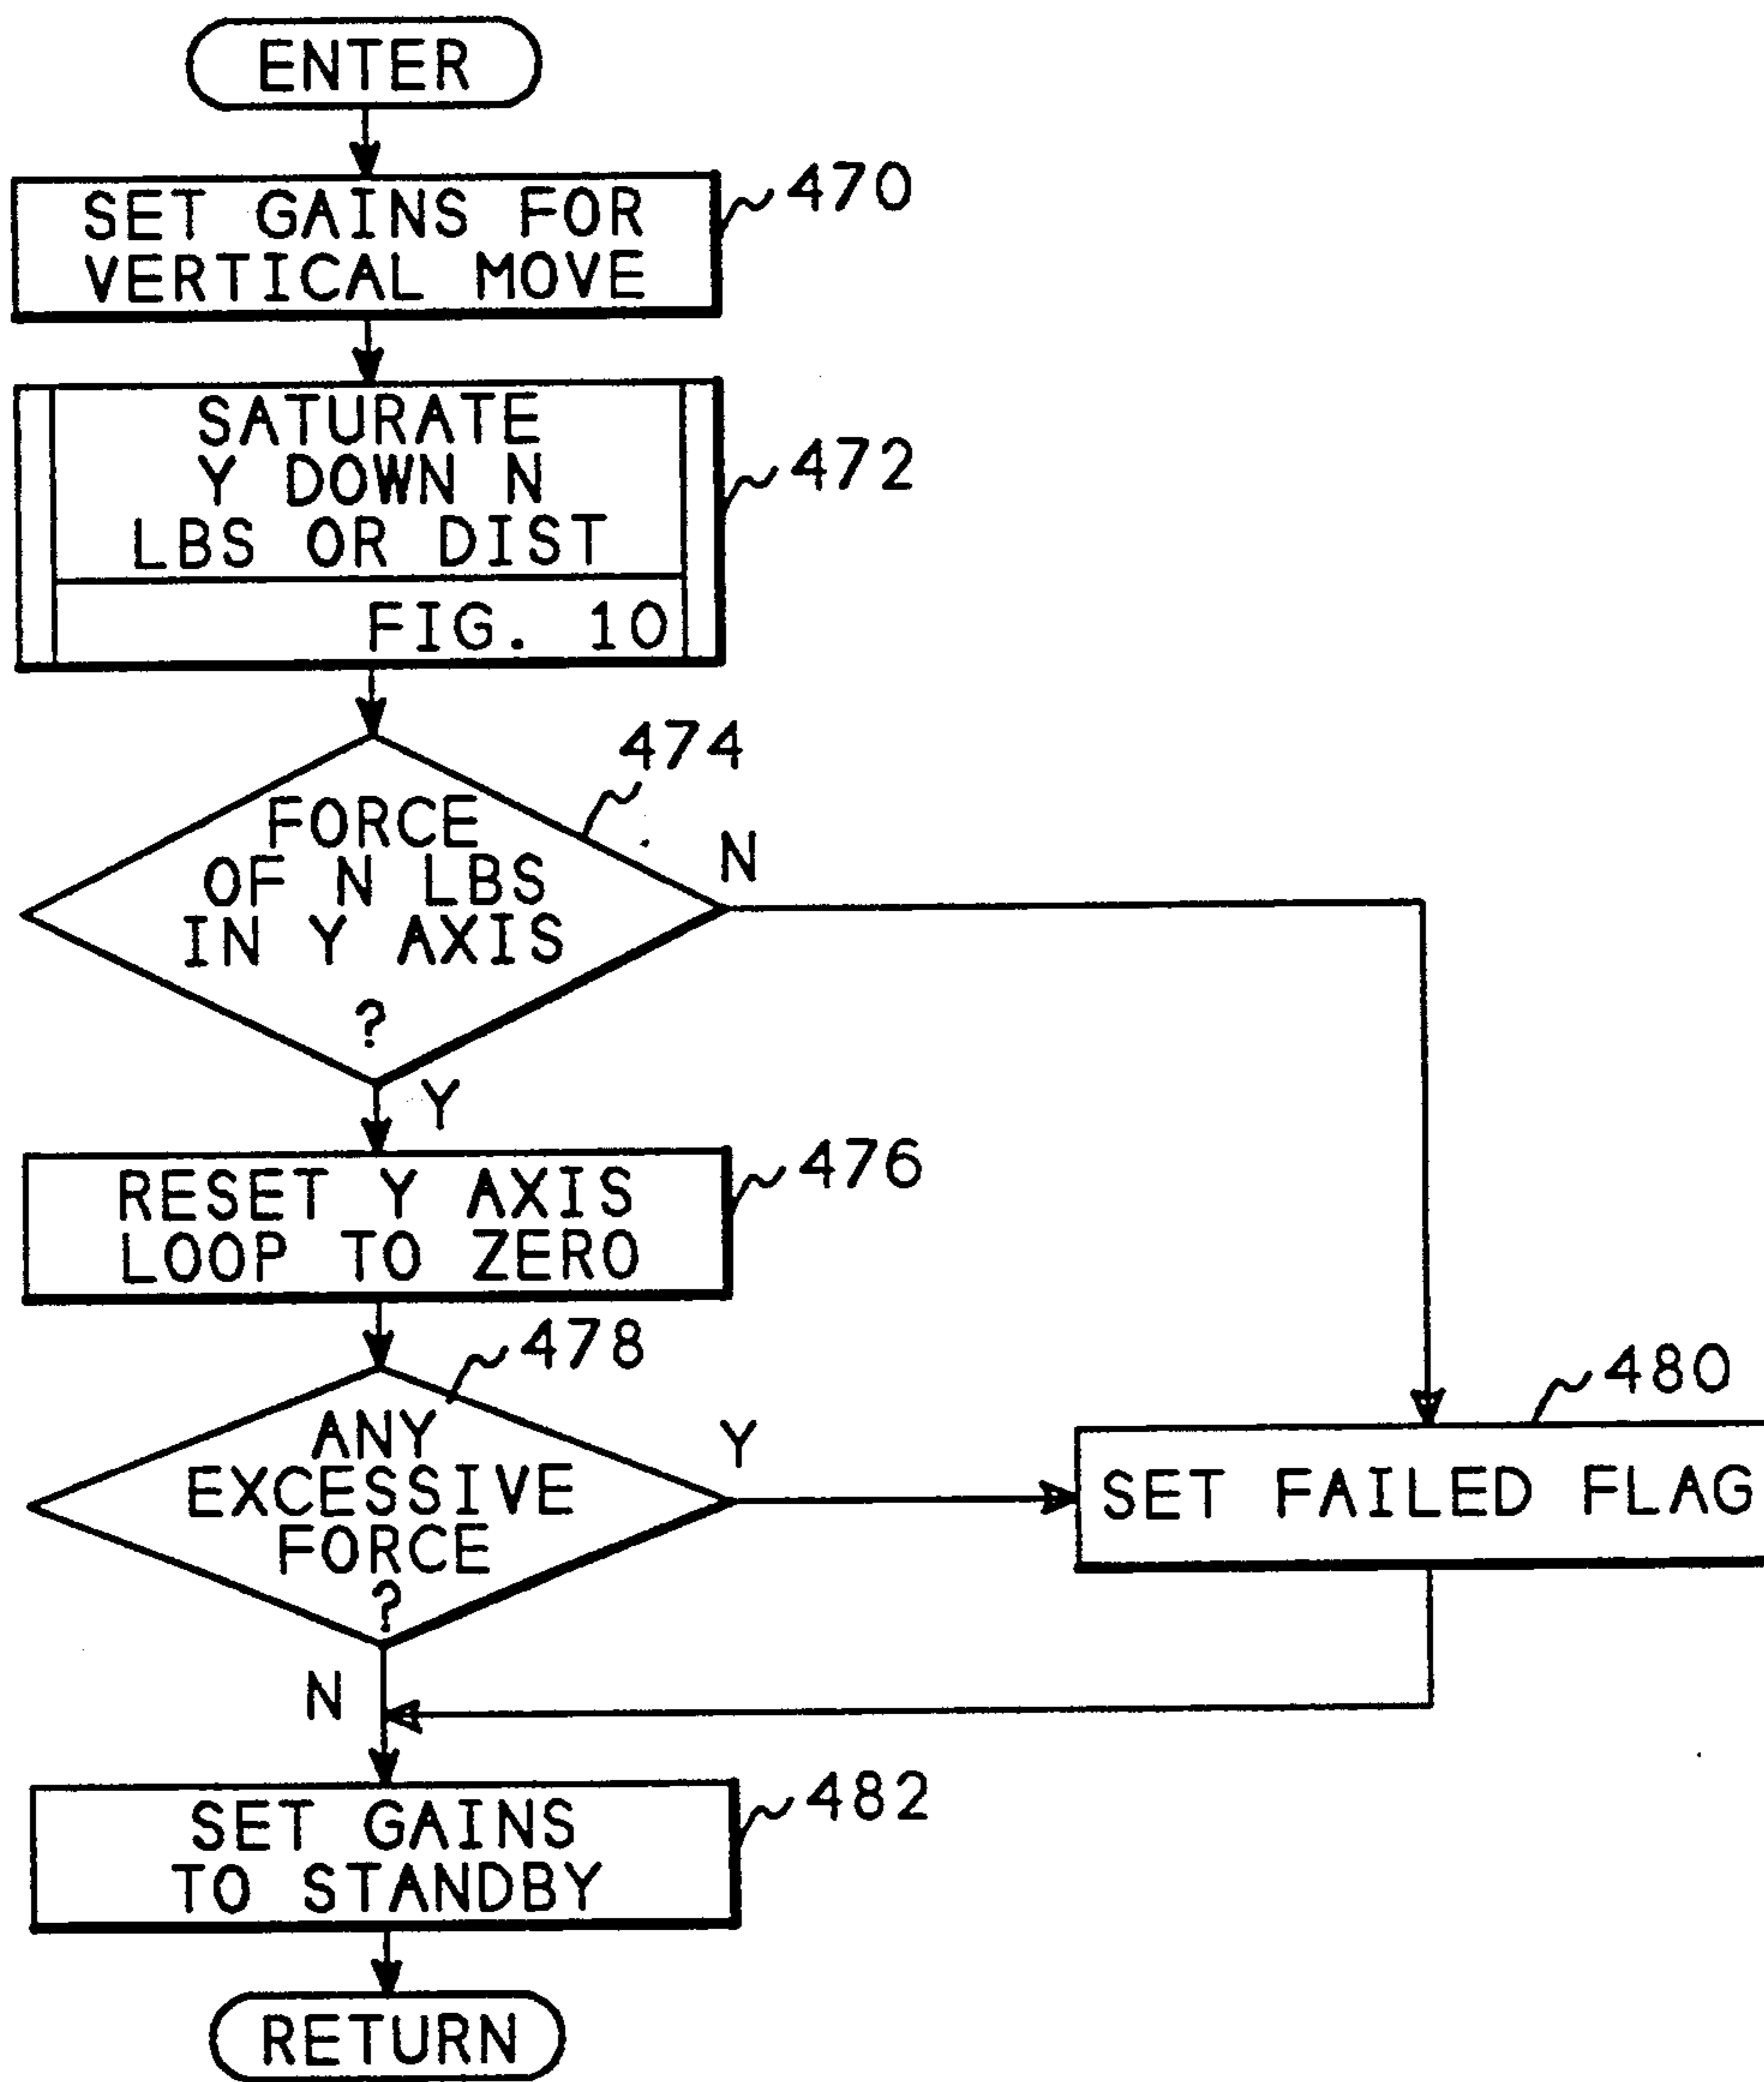 ENTER
SET GAINS FOR
VERTICAL MOVE
470
SATURATE
Y DOWN N
LBS OR DIST
FIG. 10
472
474
FORCE
OF N LBS
IN Y AXIS
?
N
Y
RESET Y AXIS
LOOP TO ZERO
476
478
ANY
EXCESSIVE
FORCE
?
Y
480
SET FAILED FLAG
N
SET GAINS
TO STANDBY
482
RETURN